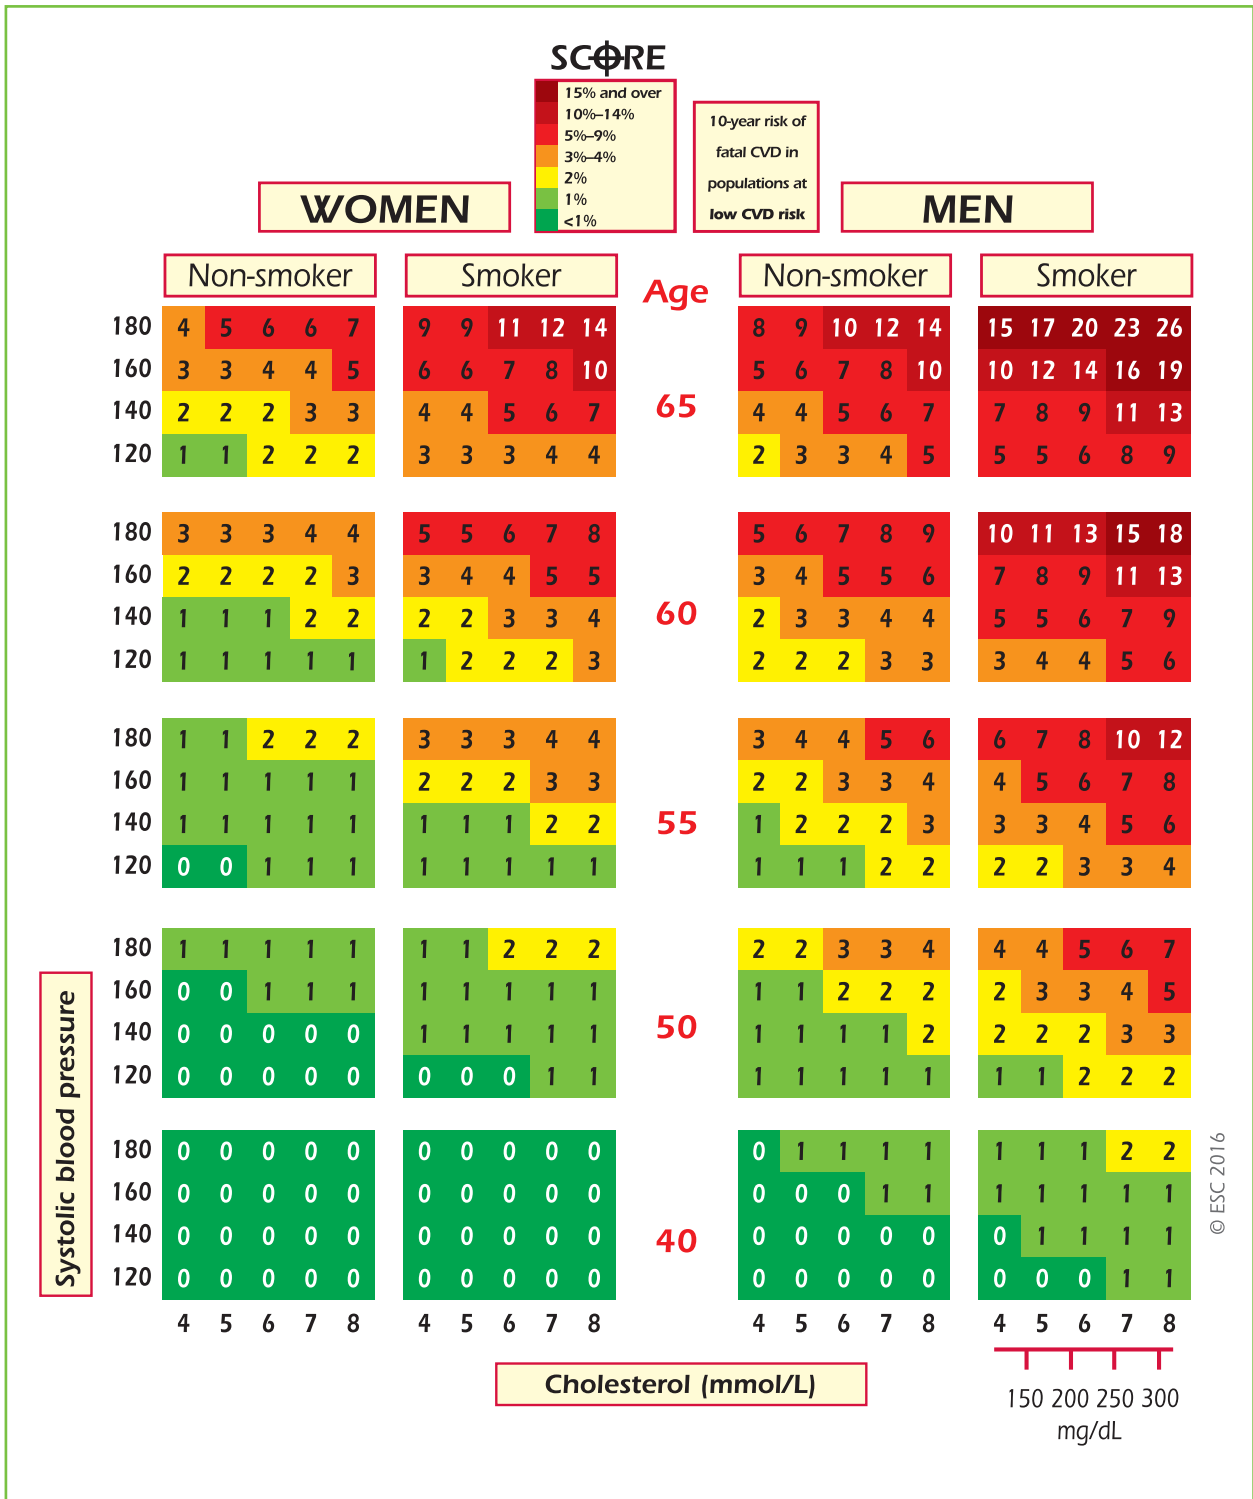 SCORE
15% and over
10%–14%
5%–9%
3%–4%
2%
1%
<1%
10-year risk of
fatal CVD in
populations at
low CVD risk
WOMEN
MEN
Non-smoker Smoker Age Non-smoker Smoker
180 4 5 6 6 7 9 9 11 12 14 8 9 10 12 14 15 17 20 23 26
160 3 3 4 4 5 6 6 7 8 10 5 6 7 8 10 10 12 14 16 19
65
140 2 2 2 3 3 4 4 5 6 7 4 4 5 6 7 7 8 9 11 13
120 1 1 2 2 2 3 3 3 4 4 2 3 3 4 5 5 5 6 8 9
180 3 3 3 4 4 5 5 6 7 8 5 6 7 8 9 10 11 13 15 18
160 2 2 2 2 3 3 4 4 5 5 3 4 5 5 6 7 8 9 11 13
60
140 1 1 1 2 2 2 2 3 3 4 2 3 3 4 4 5 5 6 7 9
120 1 1 1 1 1 1 2 2 2 3 2 2 2 3 3 3 4 4 5 6
180 1 1 2 2 2 3 3 3 4 4 3 4 4 5 6 6 7 8 10 12
160 1 1 1 1 1 2 2 2 3 3 2 2 3 3 4 4 5 6 7 8
55
140 1 1 1 1 1 1 1 1 2 2 1 2 2 2 3 3 3 4 5 6
120 0 0 1 1 1 1 1 1 1 1 1 1 1 2 2 2 2 3 3 4
180 1 1 1 1 1 1 1 2 2 2 2 2 3 3 4 4 4 5 6 7
160 0 0 1 1 1 1 1 1 1 1 1 1 2 2 2 2 3 3 4 5
50
140 0 0 0 0 0 1 1 1 1 1 1 1 1 1 2 2 2 2 3 3
120 0 0 0 0 0 0 0 0 1 1 1 1 1 1 1 1 1 2 2 2
180 0 0 0 0 0 0 0 0 0 0 0 1 1 1 1 1 1 1 2 2
160 0 0 0 0 0 0 0 0 0 0 0 0 0 1 1 1 1 1 1 1
40
140 0 0 0 0 0 0 0 0 0 0 0 0 0 0 0 0 1 1 1 1
120 0 0 0 0 0 0 0 0 0 0 0 0 0 0 0 0 0 0 1 1
4 5 6 7 8 4 5 6 7 8 4 5 6 7 8 4 5 6 7 8
Systolic blood pressure
Cholesterol (mmol/L)
150 200 250 300
mg/dL
© ESC 2016